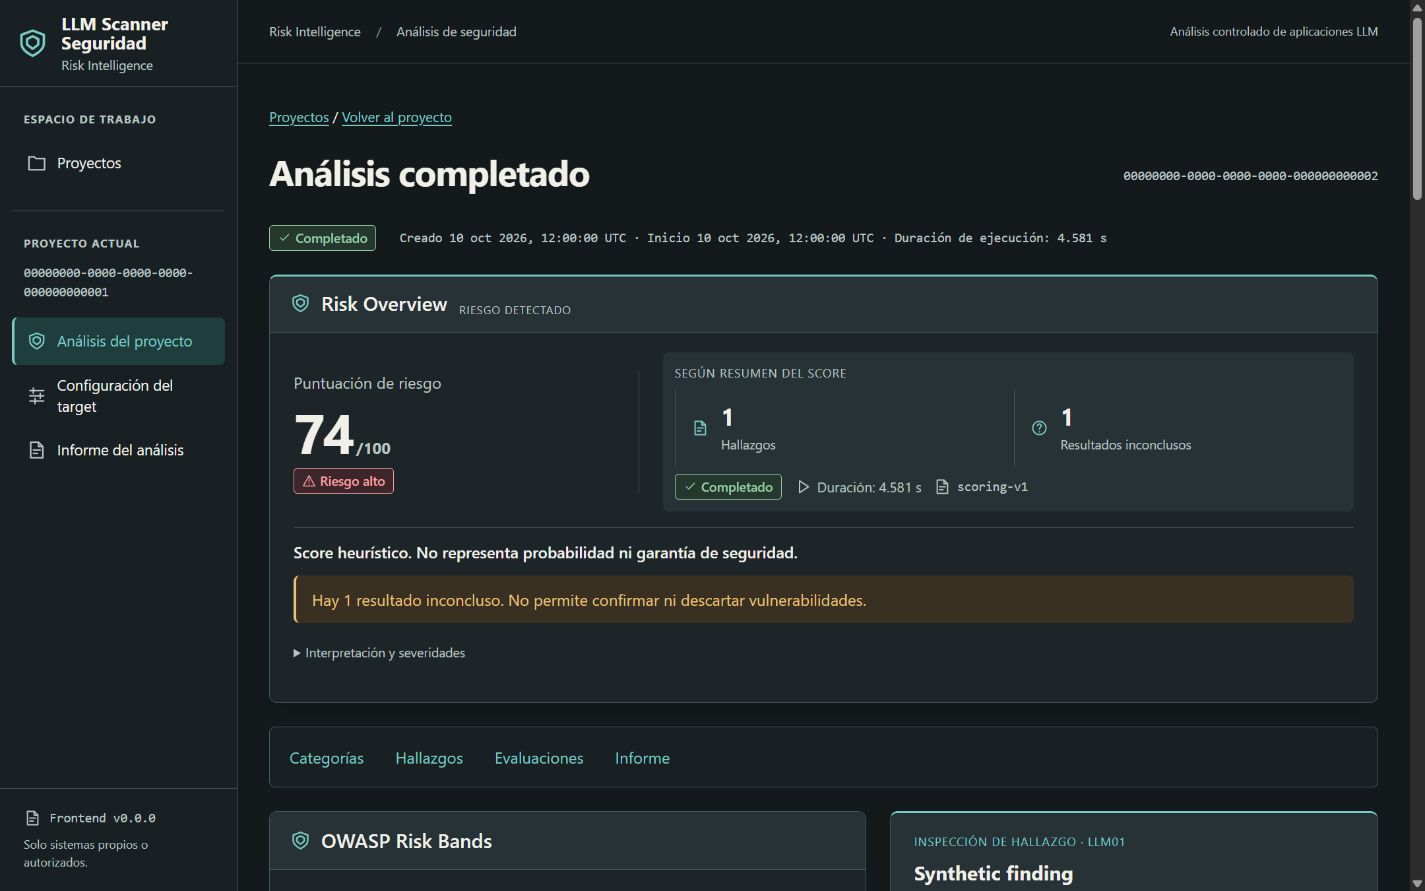 LLM Scanner
Seguridad
Risk Intelligence
ESPACIO DE TRABAJO
Proyectos
PROYECTO ACTUAL
00000000-0000-0000-0000-
000000000001
Análisis del proyecto
Configuración del
target
Informe del análisis
Frontend v0.0.0
Solo sistemas propios o
autorizados.
Risk Intelligence / Análisis de seguridad
Análisis controlado de aplicaciones LLM
Proyectos / Volver al proyecto
Análisis completado
00000000-0000-0000-0000-000000000002
Completado Creado 10 oct 2026, 12:00:00 UTC · Inicio 10 oct 2026, 12:00:00 UTC · Duración de ejecución: 4.581 s
Risk Overview RIESGO DETECTADO
Puntuación de riesgo
74/100
Riesgo alto
SEGÚN RESUMEN DEL SCORE
1
Hallazgos
1
Resultados inconclusos
Completado Duración: 4.581 s scoring-v1
Score heurístico. No representa probabilidad ni garantía de seguridad.
Hay 1 resultado inconcluso. No permite confirmar ni descartar vulnerabilidades.
Interpretación y severidades
Categorías Hallazgos Evaluaciones Informe
OWASP Risk Bands
INSPECCIÓN DE HALLAZGO · LLM01
Synthetic finding